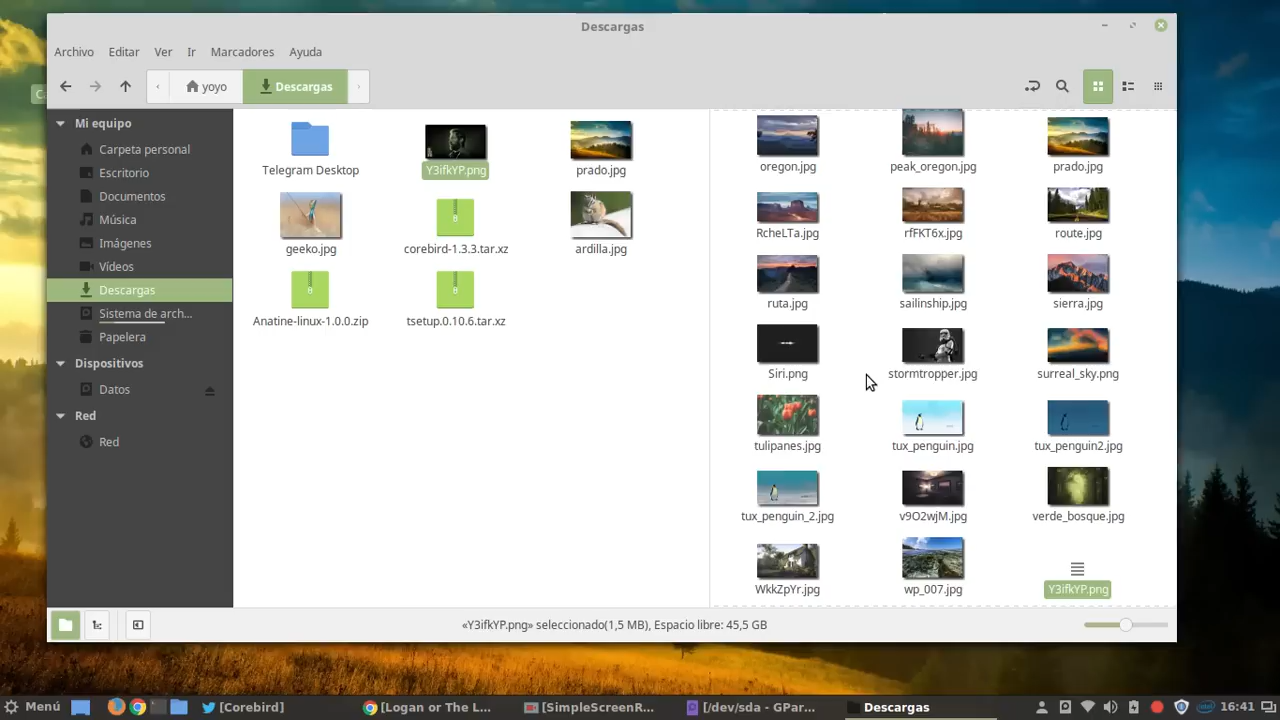 Descargas
Archivo Editar Ver Ir Marcadores Ayuda
yoyo Descargas
Mi equipo
Carpeta personal
Escritorio
Documentos
Música
Imágenes
Vídeos
Descargas
Sistema de arch...
Papelera
Dispositivos
Datos
Red
Red
Telegram Desktop Y3ifkYP.png prado.jpg
geeko.jpg corebird-1.3.3.tar.xz ardilla.jpg
Anatine-linux-1.0.0.zip tsetup.0.10.6.tar.xz
oregon.jpg peak_oregon.jpg prado.jpg
RcheLTa.jpg rfFKT6x.jpg route.jpg
ruta.jpg sailinship.jpg sierra.jpg
Siri.png stormtropper.jpg surreal_sky.png
tulipanes.jpg tux_penguin.jpg tux_penguin2.jpg
tux_penguin_2.jpg v9O2wjM.jpg verde_bosque.jpg
WkkZpYr.jpg wp_007.jpg Y3ifkYP.png
«Y3ifkYP.png» seleccionado(1,5 MB), Espacio libre: 45,5 GB
Menú [Corebird] [Logan or The L... [SimpleScreenR... [/dev/sda - GPar... Descargas 16:41